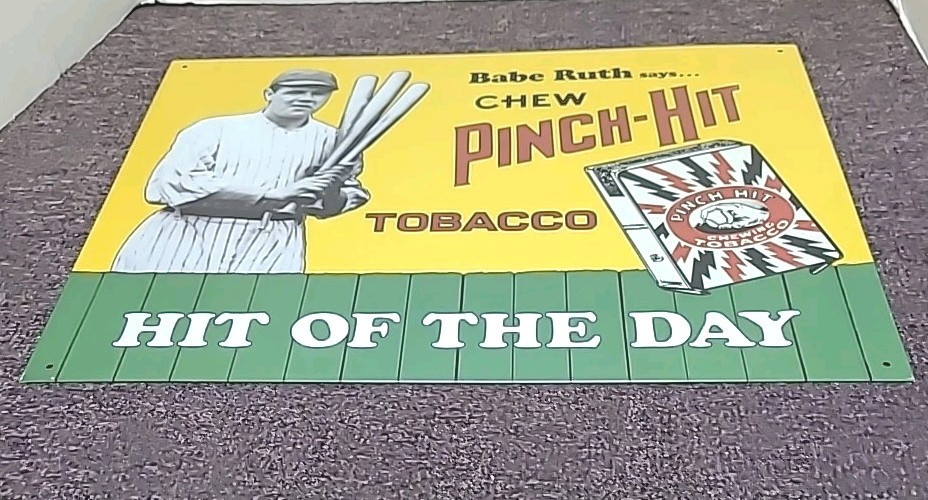 Babe Ruth says...
CHEW
PINCH-HIT
TOBACCO
PINCH HIT
CHEWING
TOBACCO
HIT OF THE DAY